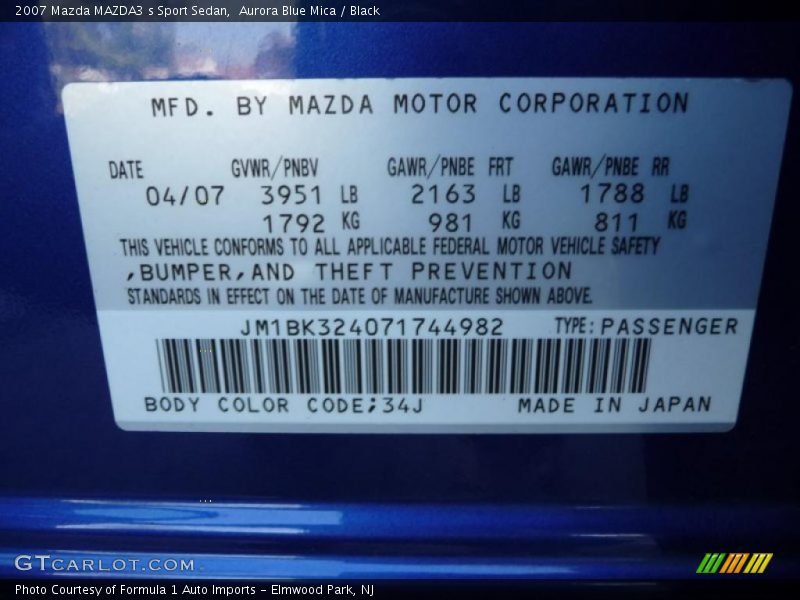 2007 Mazda MAZDA3 s Sport Sedan,  Aurora Blue Mica / Black
MFD. BY MAZDA MOTOR CORPORATION
DATE GVWR/PNBV GAWR/PNBE FRT GAWR/PNBE RR
04/07 3951 LB 2163 LB 1788 LB
1792 KG 981 KG 811 KG
THIS VEHICLE CONFORMS TO ALL APPLICABLE FEDERAL MOTOR VEHICLE SAFETY
,BUMPER,AND THEFT PREVENTION
STANDARDS IN EFFECT ON THE DATE OF MANUFACTURE SHOWN ABOVE.
JM1BK324071744982 TYPE:PASSENGER
BODY COLOR CODE;34J MADE IN JAPAN
GTCARLOT.COM
Photo Courtesy of Formula 1 Auto Imports - Elmwood Park, NJ